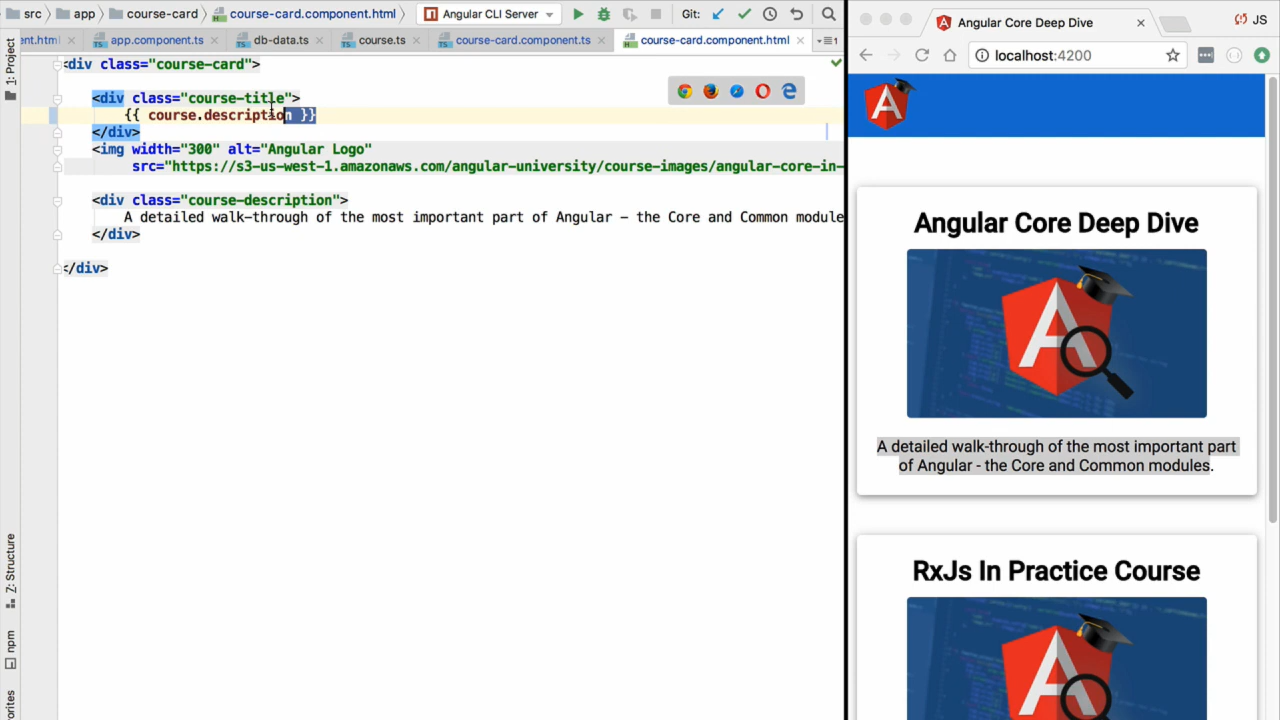 src app course-card course-card.component.html Angular CLI Server Git:
ent.html app.component.ts db-data.ts course.ts course-card.component.ts course-card.component.html
1: Project
<div class="course-card">
<div class="course-title">
{{ course.description }}
</div>
<img width="300" alt="Angular Logo"
src="https://s3-us-west-1.amazonaws.com/angular-university/course-images/angular-core-in-
<div class="course-description">
A detailed walk-through of the most important part of Angular - the Core and Common module
</div>
</div>
Z: Structure
npm
rorites
Angular Core Deep Dive
JS
localhost:4200
Angular Core Deep Dive
A detailed walk-through of the most important part
of Angular - the Core and Common modules.
RxJs In Practice Course